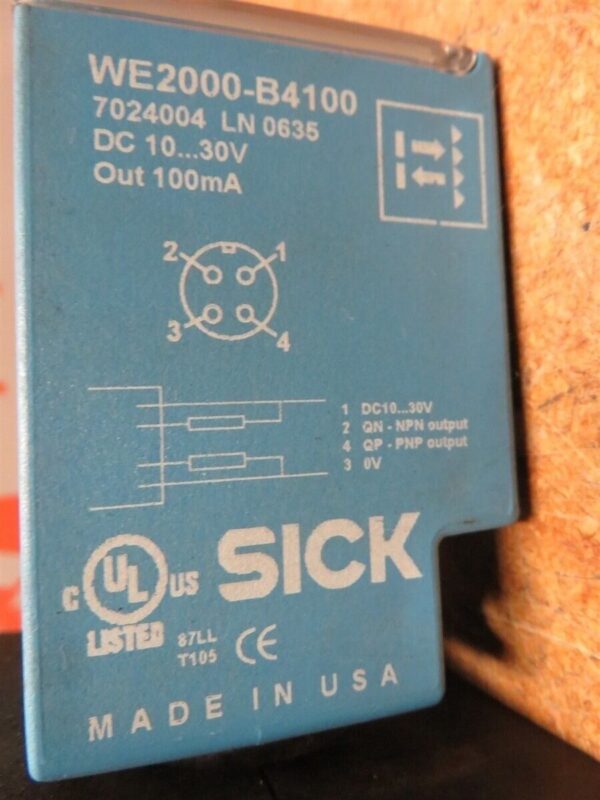 WE2000-B4100
7024004 LN 0635
DC 10...30V
Out 100mA
2 1
3 4
1 DC10...30V
2 QN - NPN output
4 QP - PNP output
3 0V
C UL US
LISTED
87LL
T105
CE
SICK
MADE IN USA